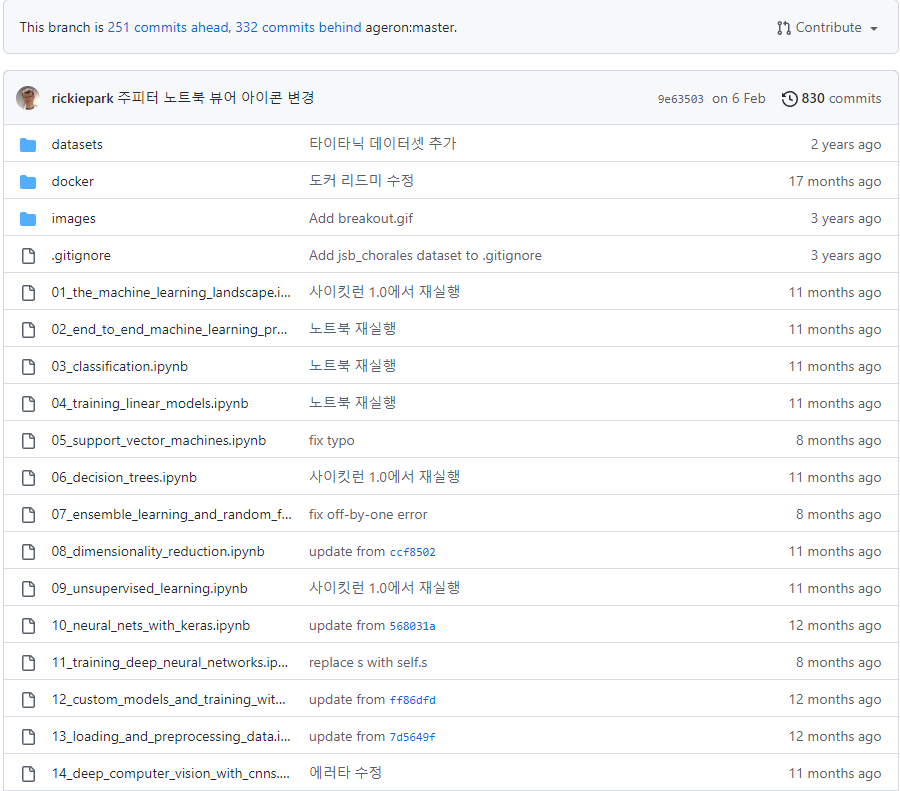 This branch is 251 commits ahead, 332 commits behind ageron:master. Contribute
rickiepark 주피터 노트북 뷰어 아이콘 변경 9e63503 on 6 Feb 830 commits
datasets 타이타닉 데이터셋 추가 2 years ago
docker 도커 리드미 수정 17 months ago
images Add breakout.gif 3 years ago
.gitignore Add jsb_chorales dataset to .gitignore 3 years ago
01_the_machine_learning_landscape.i... 사이킷런 1.0에서 재실행 11 months ago
02_end_to_end_machine_learning_pr... 노트북 재실행 11 months ago
03_classification.ipynb 노트북 재실행 11 months ago
04_training_linear_models.ipynb 노트북 재실행 11 months ago
05_support_vector_machines.ipynb fix typo 8 months ago
06_decision_trees.ipynb 사이킷런 1.0에서 재실행 11 months ago
07_ensemble_learning_and_random_f... fix off-by-one error 8 months ago
08_dimensionality_reduction.ipynb update from ccf8502 11 months ago
09_unsupervised_learning.ipynb 사이킷런 1.0에서 재실행 11 months ago
10_neural_nets_with_keras.ipynb update from 568031a 12 months ago
11_training_deep_neural_networks.ip... replace s with self.s 8 months ago
12_custom_models_and_training_wit... update from ff86dfd 12 months ago
13_loading_and_preprocessing_data.i... update from 7d5649f 12 months ago
14_deep_computer_vision_with_cnns.... 에러타 수정 11 months ago